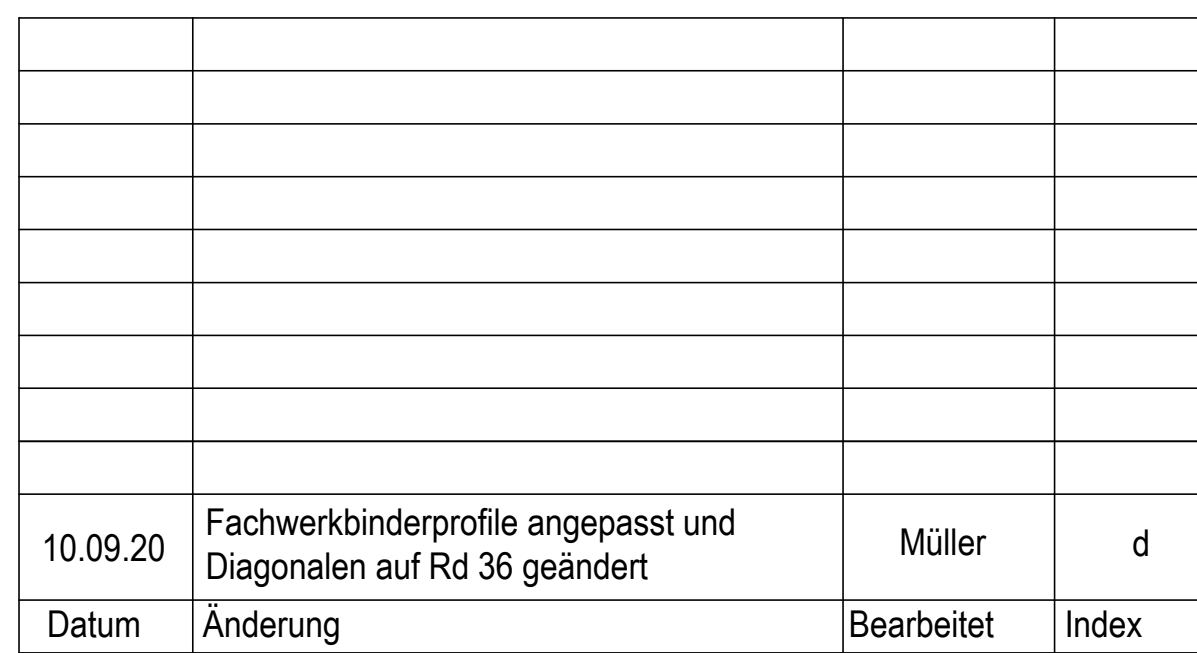 10.09.20 Fachwerkbinderprofile angepasst und Müller d
Diagonalen auf Rd 36 geändert
Datum Änderung Bearbeitet Index